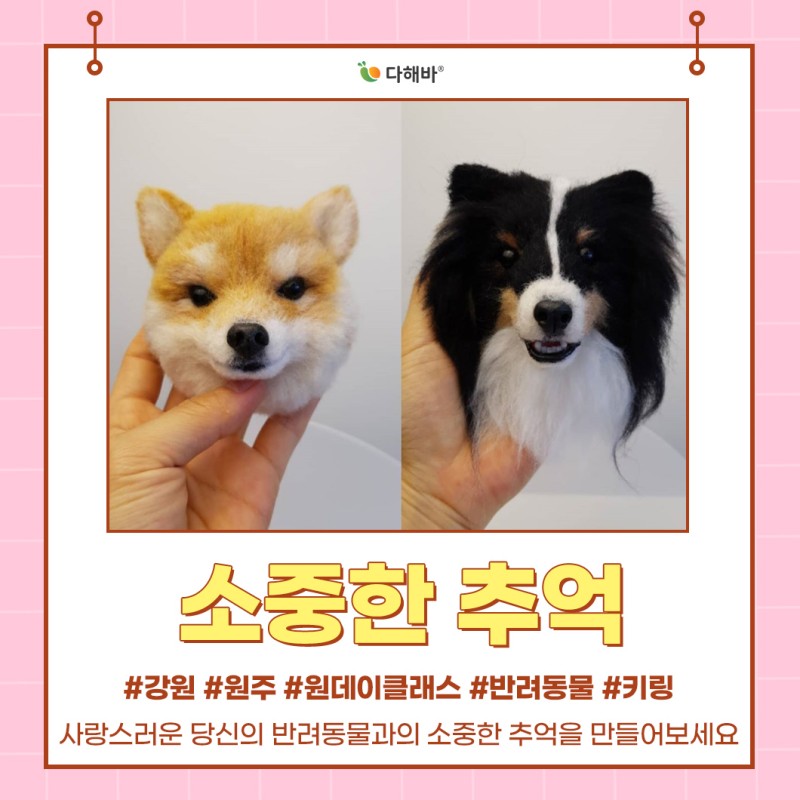 다해바®
소중한 추억
#강원 #원주 #원데이클래스 #반려동물 #키링
사랑스러운 당신의 반려동물과의 소중한 추억을 만들어보세요